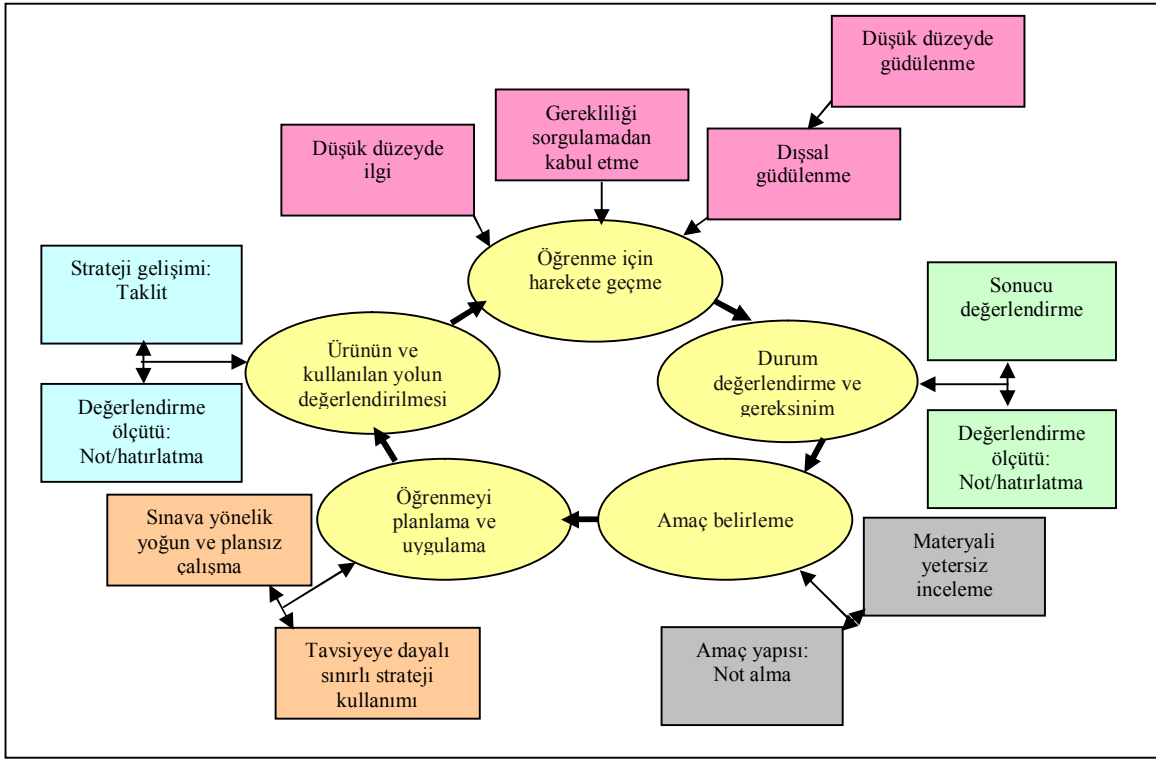 Düşük düzeyde
güdülenme
Gerekliliği
sorgulamadan
kabul etme
Düşük düzeyde
ilgi
Dışsal
güdülenme
Öğrenme için
harekete geçme
Strateji gelişimi:
Taklit
Sonucu
değerlendirme
Ürünün ve
kullanılan yolun
değerlendirilmesi
Durum
değerlendirme ve
gereksinim
Değerlendirme
ölçütü:
Not/hatırlatma
Değerlendirme
ölçütü:
Not/hatırlatma
Öğrenmeyi
planlama ve
uygulama
Amaç belirleme
Sınava yönelik
yoğun ve plansız
çalışma
Materyali
yetersiz
inceleme
Tavsiyeye dayalı
sınırlı strateji
kullanımı
Amaç yapısı:
Not alma